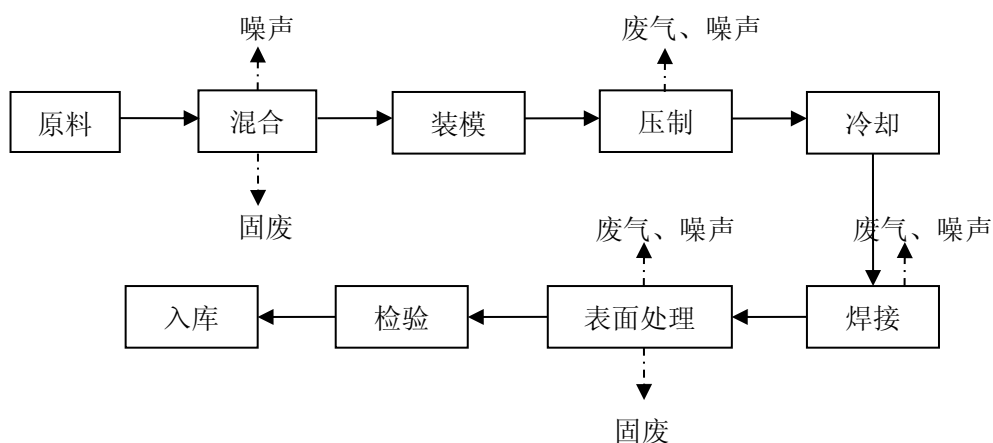 噪声
废气、噪声
原料
混合
装模
压制
冷却
固废
废气、噪声
废气、噪声
入库
检验
表面处理
焊接
固废